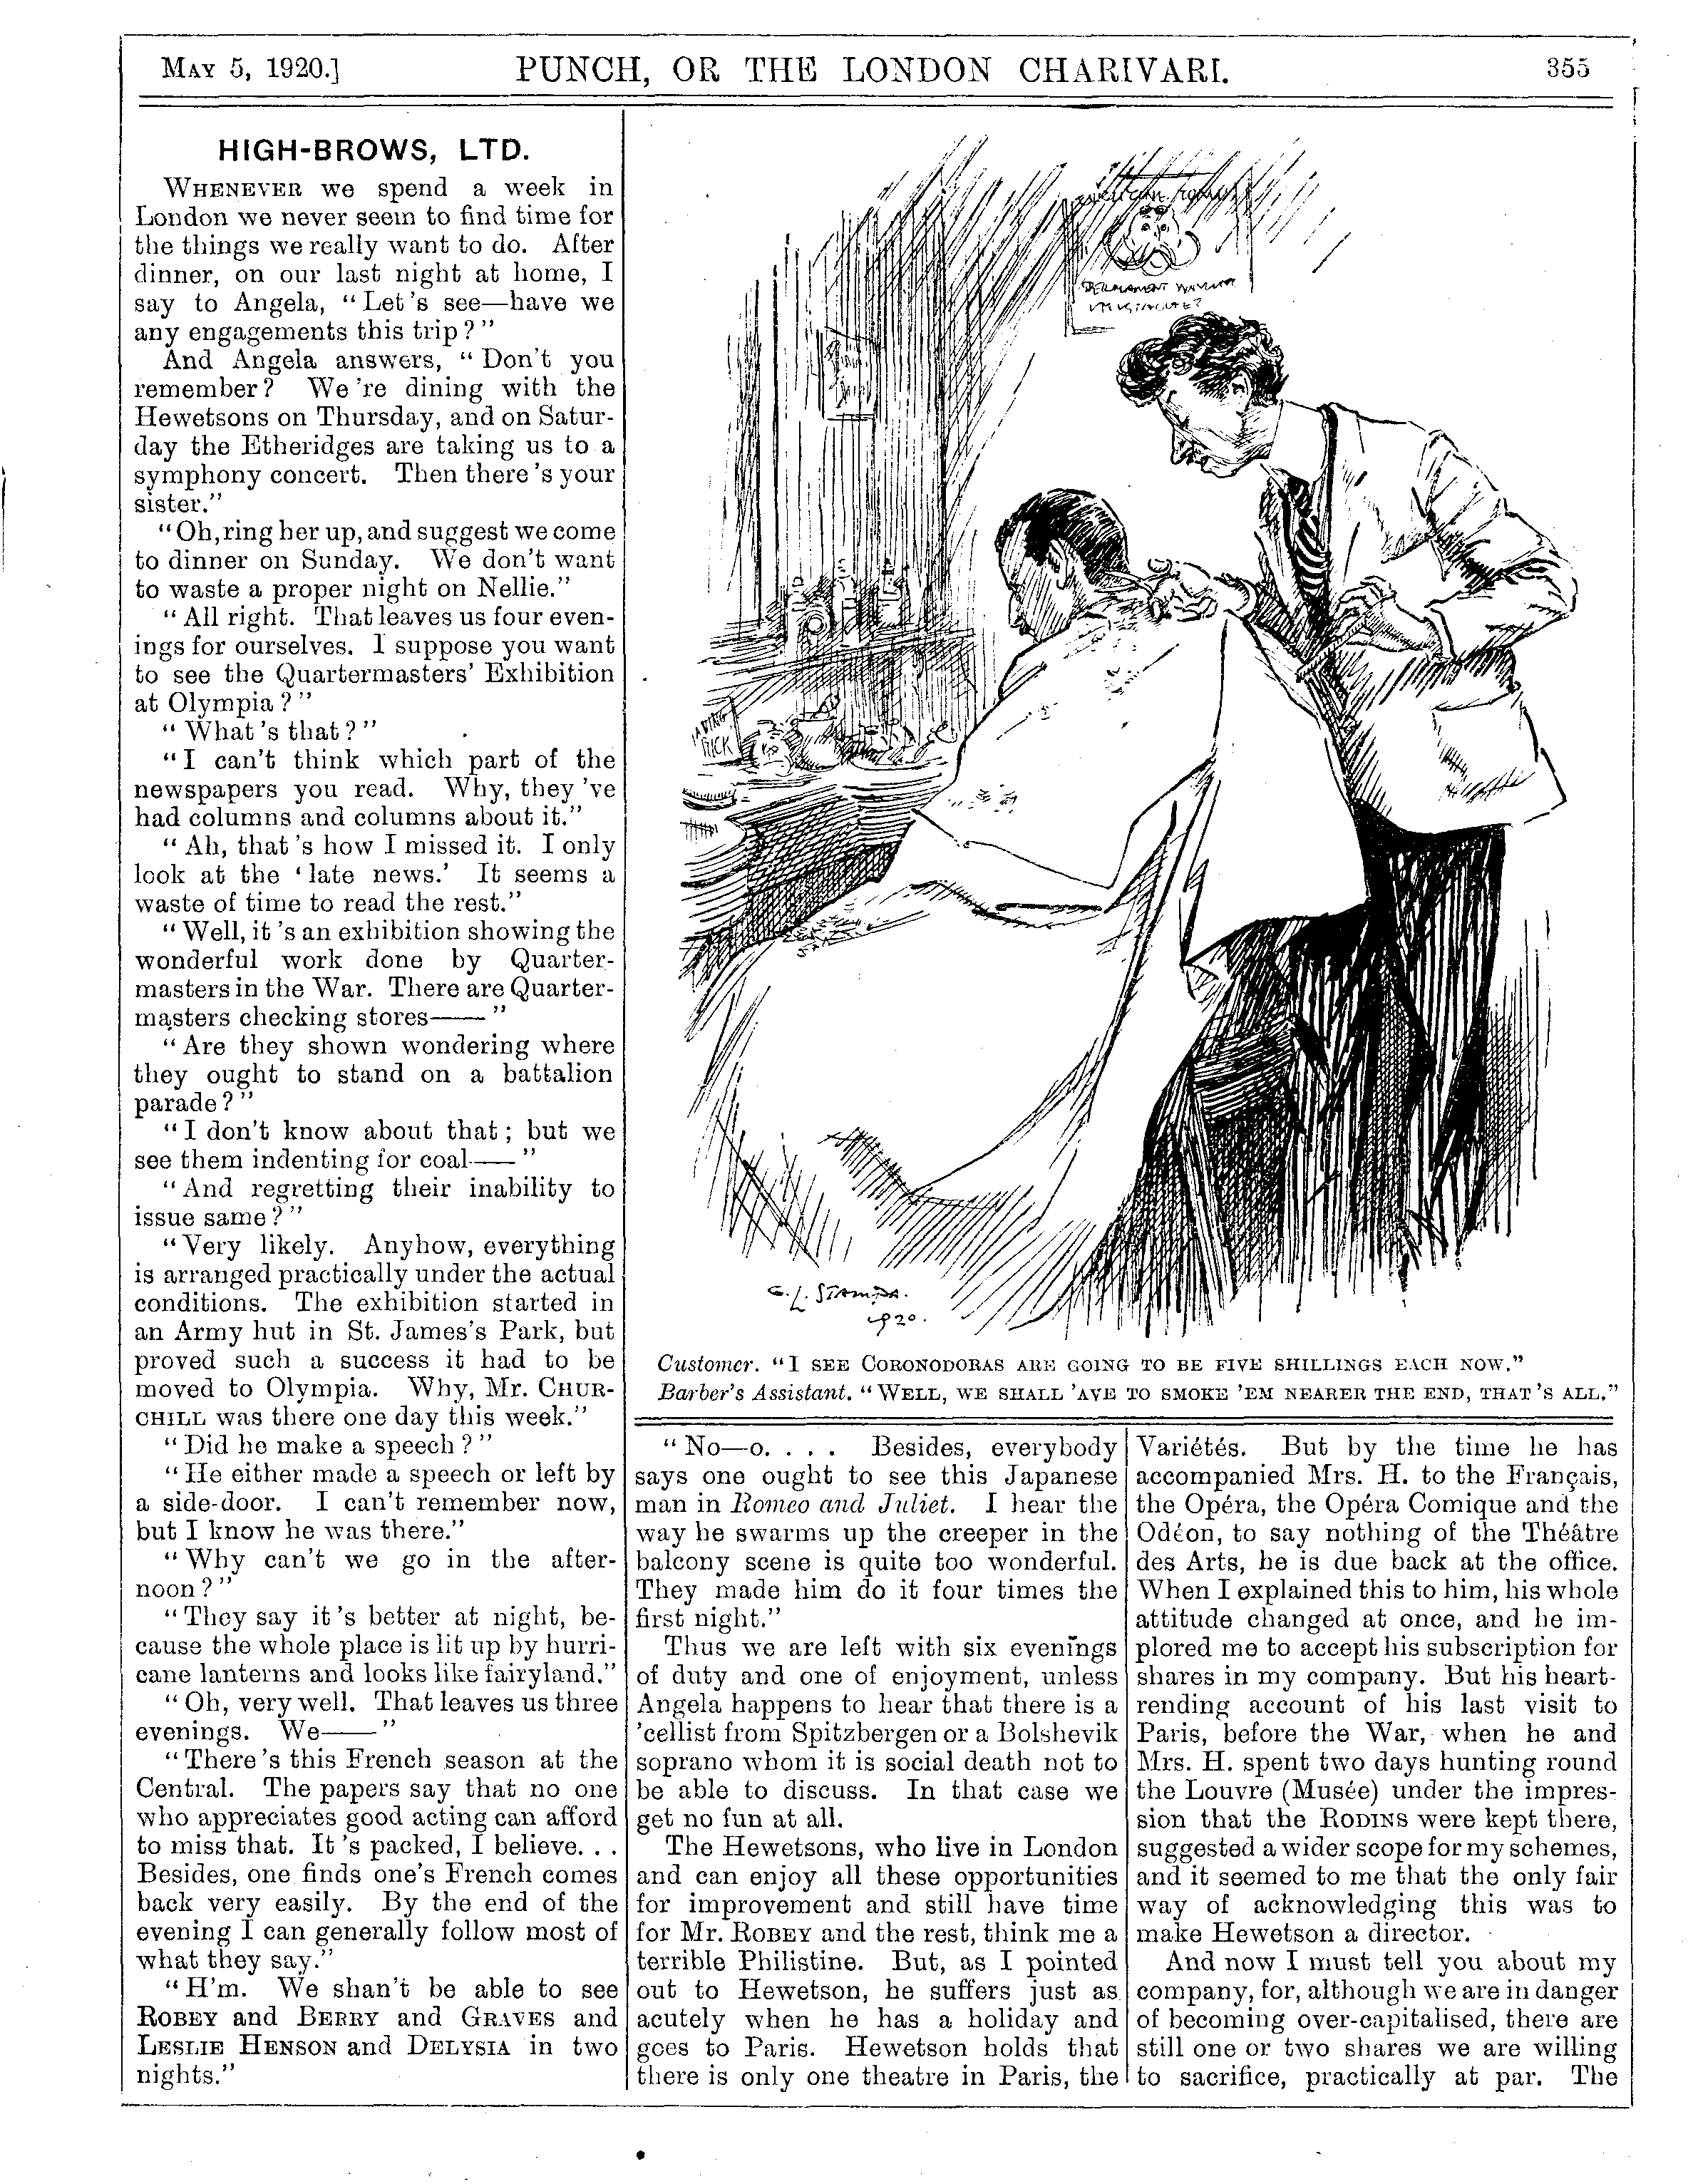 MAY 5, 1920.]
PUNCH, OR THE LONDON CHARIVARI.
355
HIGH-BROWS, LTD.
WHENEVER we spend a week in
London we never seem to find time for
the things we really want to do. After
dinner, on our last night at home, I
say to Angela, "Let's see—have we
any engagements this trip?"
And Angela answers, "Don't you
remember? We're dining with the
Hewetsons on Thursday, and on Satur-
day the Etheridges are taking us to a
symphony concert. Then there's your
sister."
"Oh, ring her up, and suggest we come
to dinner on Sunday. We don't want
to waste a proper night on Nellie."
"All right. That leaves us four even-
ings for ourselves. I suppose you want
to see the Quartermasters' Exhibition
at Olympia?"
"What's that?"
"I can't think which part of the
newspapers you read. Why, they've
had columns and columns about it."
"Ah, that's how I missed it. I only
look at the 'late news.' It seems a
waste of time to read the rest."
"Well, it's an exhibition showing the
wonderful work done by Quarter-
masters in the War. There are Quarter-
masters checking stores——"
"Are they shown wondering where
they ought to stand on a battalion
parade?"
"I don't know about that; but we
see them indenting for coal——"
"And regretting their inability to
issue same?"
"Very likely. Anyhow, everything
is arranged practically under the actual
conditions. The exhibition started in
an Army hut in St. James's Park, but
proved such a success it had to be
moved to Olympia. Why, Mr. CHUR-
CHILL was there one day this week."
"Did he make a speech?"
"He either made a speech or left by
a side-door. I can't remember now,
but I know he was there."
"Why can't we go in the after-
noon?"
"They say it's better at night, be-
cause the whole place is lit up by hurri-
cane lanterns and looks like fairyland."
"Oh, very well. That leaves us three
evenings. We——"
"There's this French season at the
Central. The papers say that no one
who appreciates good acting can afford
to miss that. It's packed, I believe. . .
Besides, one finds one's French comes
back very easily. By the end of the
evening I can generally follow most of
what they say."
"H'm. We shan't be able to see
ROBEY and BERRY and GRAVES and
LESLIE HENSON and DELYSIA in two
nights."
PERMANENT
G. L. STAMPA.
1920.
Customer. "I SEE CORONODORAS ARE GOING TO BE FIVE SHILLINGS EACH NOW."
Barber's Assistant. "WELL, WE SHALL 'AVE TO SMOKE 'EM NEARER THE END, THAT'S ALL."
"No—o. . . . Besides, everybody
says one ought to see this Japanese
man in Romeo and Juliet. I hear the
way he swarms up the creeper in the
balcony scene is quite too wonderful.
They made him do it four times the
first night."
Thus we are left with six evenings
of duty and one of enjoyment, unless
Angela happens to hear that there is a
'cellist from Spitzbergen or a Bolshevik
soprano whom it is social death not to
be able to discuss. In that case we
get no fun at all.
The Hewetsons, who live in London
and can enjoy all these opportunities
for improvement and still have time
for Mr. ROBEY and the rest, think me a
terrible Philistine. But, as I pointed
out to Hewetson, he suffers just as
acutely when he has a holiday and
goes to Paris. Hewetson holds that
there is only one theatre in Paris, the
Variétés. But by the time he has
accompanied Mrs. H. to the Français,
the Opéra, the Opéra Comique and the
Odéon, to say nothing of the Théâtre
des Arts, he is due back at the office.
When I explained this to him, his whole
attitude changed at once, and he im-
plored me to accept his subscription for
shares in my company. But his heart-
rending account of his last visit to
Paris, before the War, when he and
Mrs. H. spent two days hunting round
the Louvre (Musée) under the impres-
sion that the RODINS were kept there,
suggested a wider scope for my schemes,
and it seemed to me that the only fair
way of acknowledging this was to
make Hewetson a director.
And now I must tell you about my
company, for, although we are in danger
of becoming over-capitalised, there are
still one or two shares we are willing
to sacrifice, practically at par. The